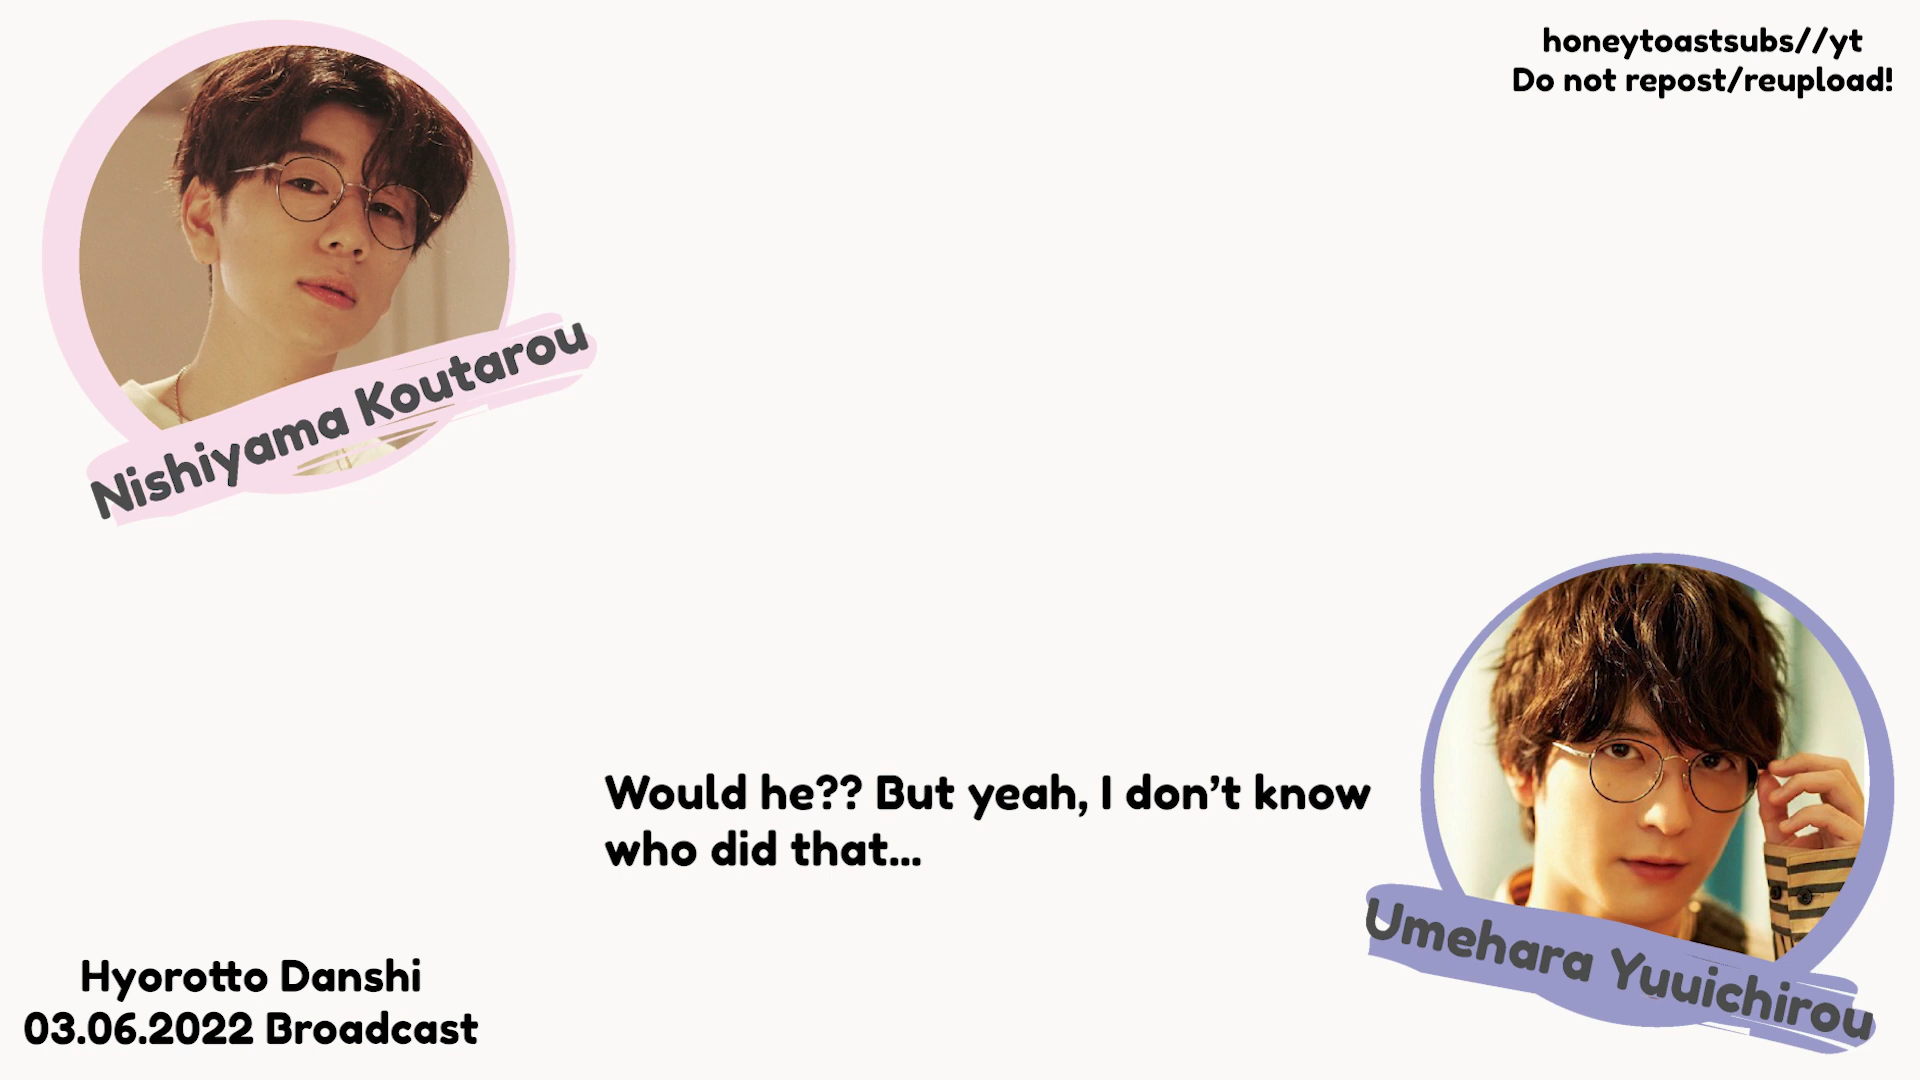 honeytoastsubs//yt
Do not repost/reupload!
Nishiyama Koutarou
Would he?? But yeah, I don’t know
who did that...
Umehara Yuuichirou
Hyorotto Danshi
03.06.2022 Broadcast